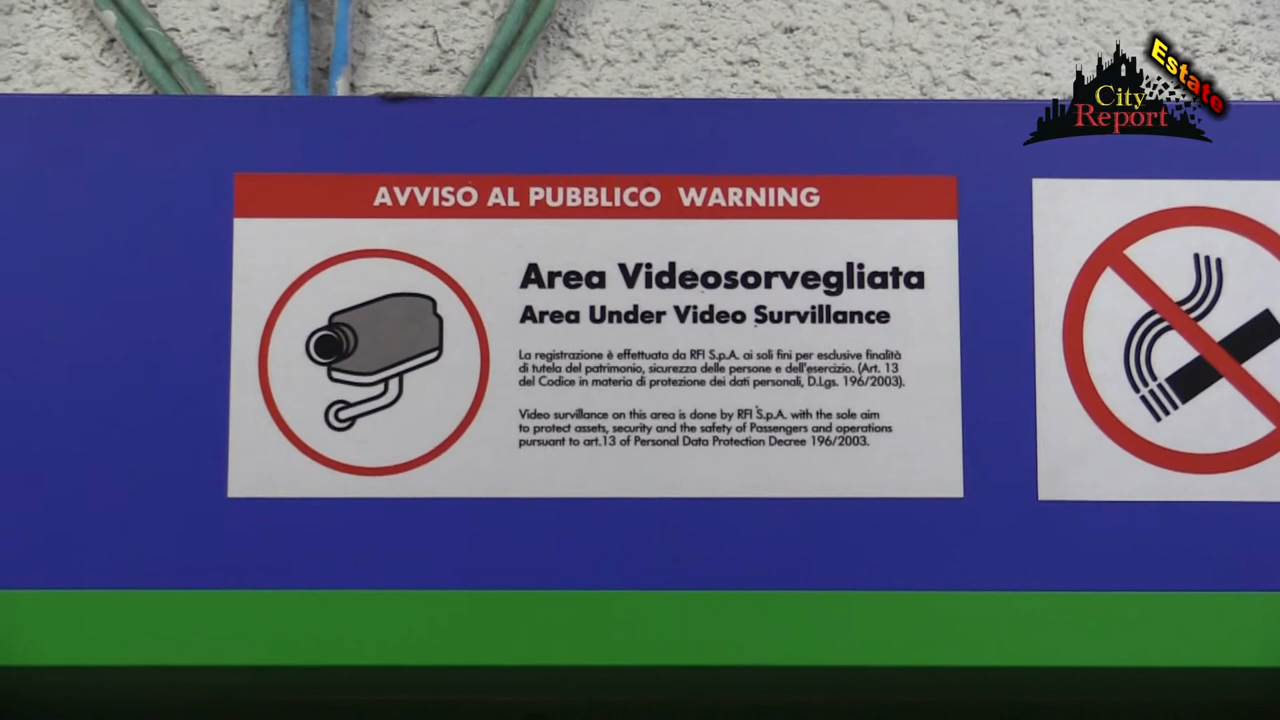 Estate
City
Report
AVVISO AL PUBBLICO WARNING
Area Videosorvegliata
Area Under Video Survillance
La registrazione è effettuata da RFI S.p.A. ai soli fini per esclusive finalità
di tutela del patrimonio, sicurezza delle persone e dell'esercizio. (Art. 13
del Codice in materia di protezione dei dati personali, D.Lgs. 196/2003).
Video survillance on this area is done by RFI S.p.A. with the sole aim
to protect assets, security and the safety of Passengers and operations
pursuant to art.13 of Personal Data Protection Decree 196/2003.